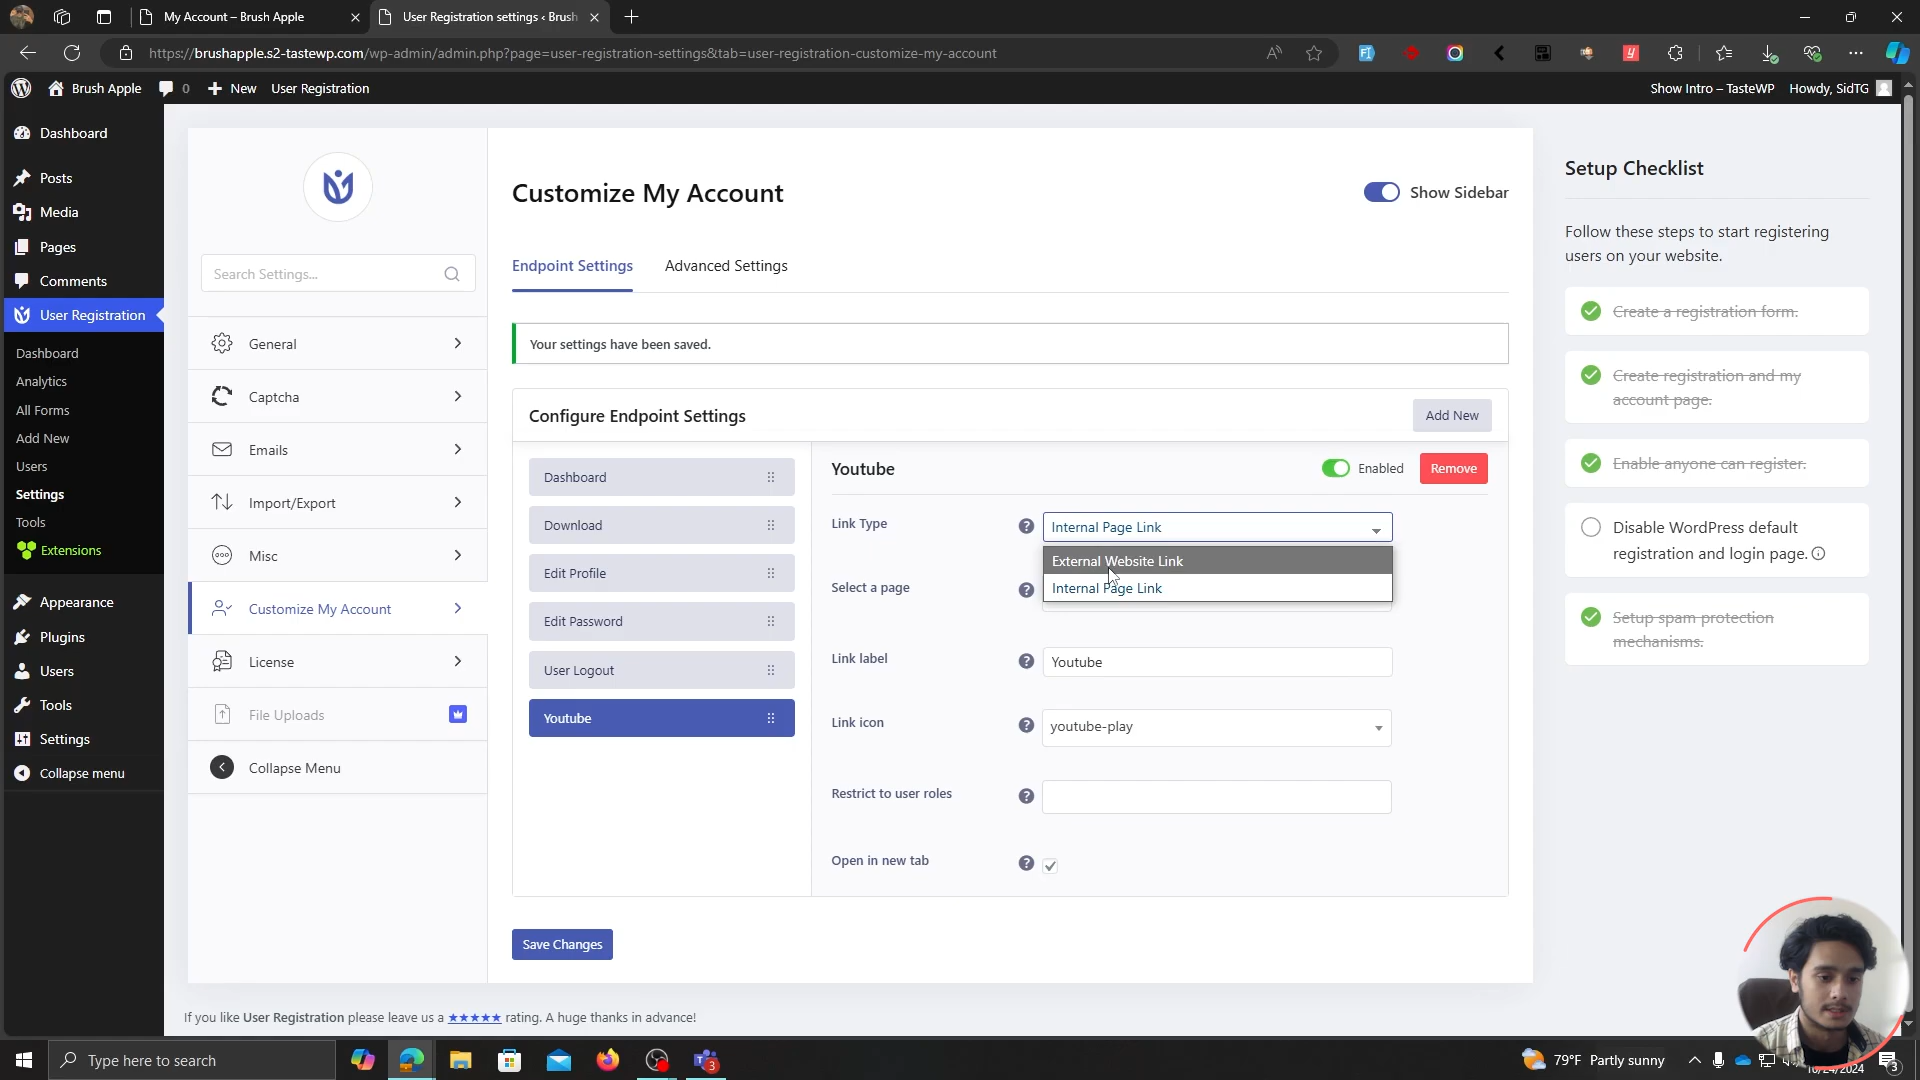 My Account – Brush Apple
User Registration settings ‹ Brush
https://brushapple.s2-tastewp.com/wp-admin/admin.php?page=user-registration-settings&tab=user-registration-customize-my-account
Brush Apple
0
New
User Registration
Show Intro – TasteWP
Howdy, SidTG
Dashboard
Posts
Media
Pages
Comments
User Registration
Dashboard
Analytics
All Forms
Add New
Users
Settings
Tools
Extensions
Appearance
Plugins
Users
Tools
Settings
Collapse menu
Search Settings...
General
Captcha
Emails
Import/Export
Misc
Customize My Account
License
File Uploads
Collapse Menu
Customize My Account
Show Sidebar
Endpoint Settings
Advanced Settings
Your settings have been saved.
Configure Endpoint Settings
Add New
Dashboard
Download
Edit Profile
Edit Password
User Logout
Youtube
Youtube
Enabled
Remove
Link Type
Internal Page Link
External Website Link
Internal Page Link
Select a page
Link label
Youtube
Link icon
youtube-play
Restrict to user roles
Open in new tab
Save Changes
If you like User Registration please leave us a ★★★★★ rating. A huge thanks in advance!
Setup Checklist
Follow these steps to start registering
users on your website.
Create a registration form.
Create registration and my
account page.
Enable anyone can register.
Disable WordPress default
registration and login page.
Setup spam protection
mechanisms.
Type here to search
3
79°F Partly sunny
3